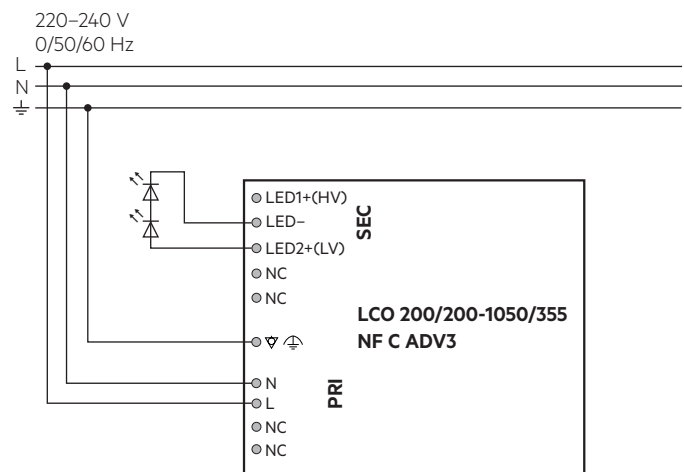 220–240 V
0/50/60 Hz
L
N
LED1+(HV)
LED–
LED2+(LV)
NC
NC
SEC
LCO 200/200-1050/355
NF C ADV3
N
L
NC
NC
PRI